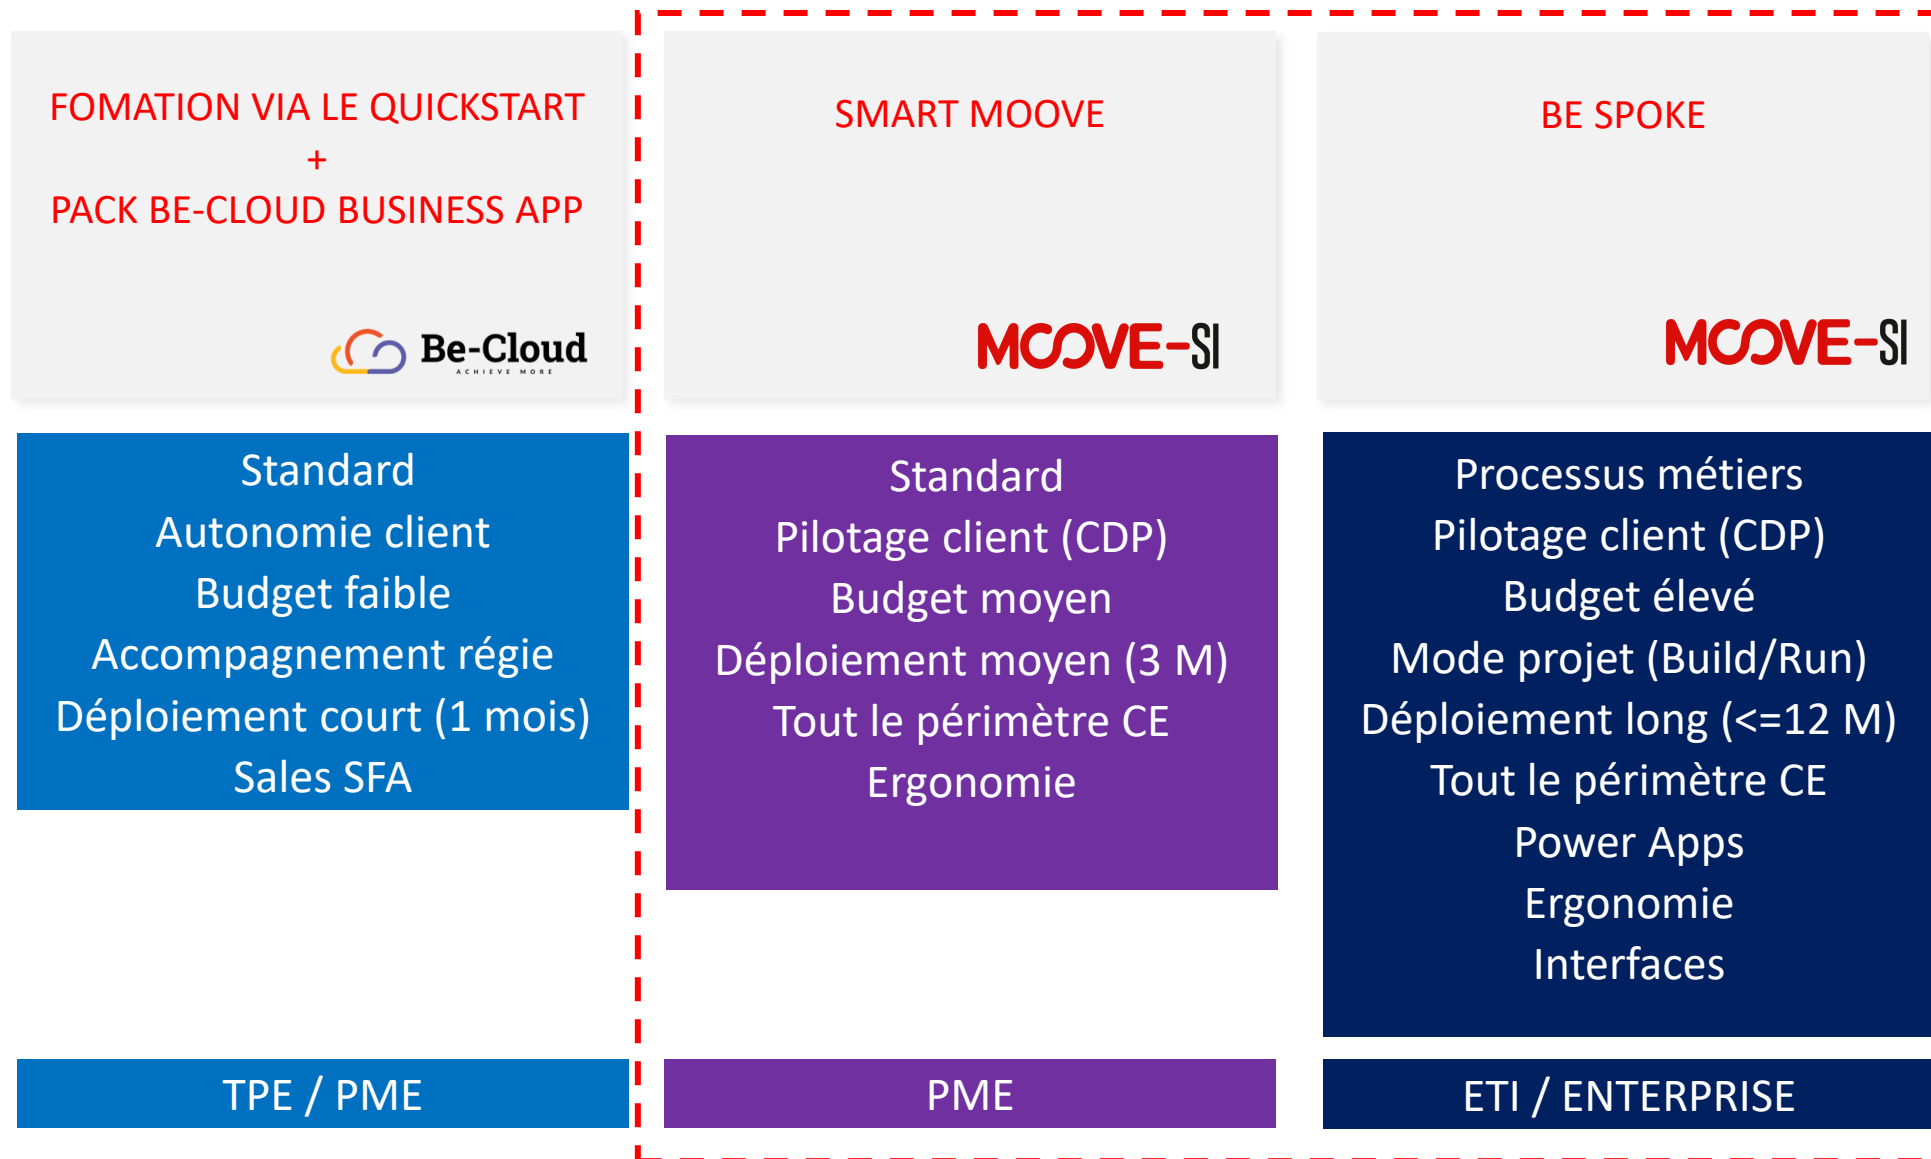 FOMATION VIA LE QUICKSTART
+
PACK BE-CLOUD BUSINESS APP
Be-Cloud
ACHIEVE MORE
SMART MOOVE
MOOVE-SI
BE SPOKE
MOOVE-SI
Standard
Autonomie client
Budget faible
Accompagnement régie
Déploiement court (1 mois)
Sales SFA
Standard
Pilotage client (CDP)
Budget moyen
Déploiement moyen (3 M)
Tout le périmètre CE
Ergonomie
Processus métiers
Pilotage client (CDP)
Budget élevé
Mode projet (Build/Run)
Déploiement long (<=12 M)
Tout le périmètre CE
Power Apps
Ergonomie
Interfaces
TPE / PME
PME
ETI / ENTERPRISE